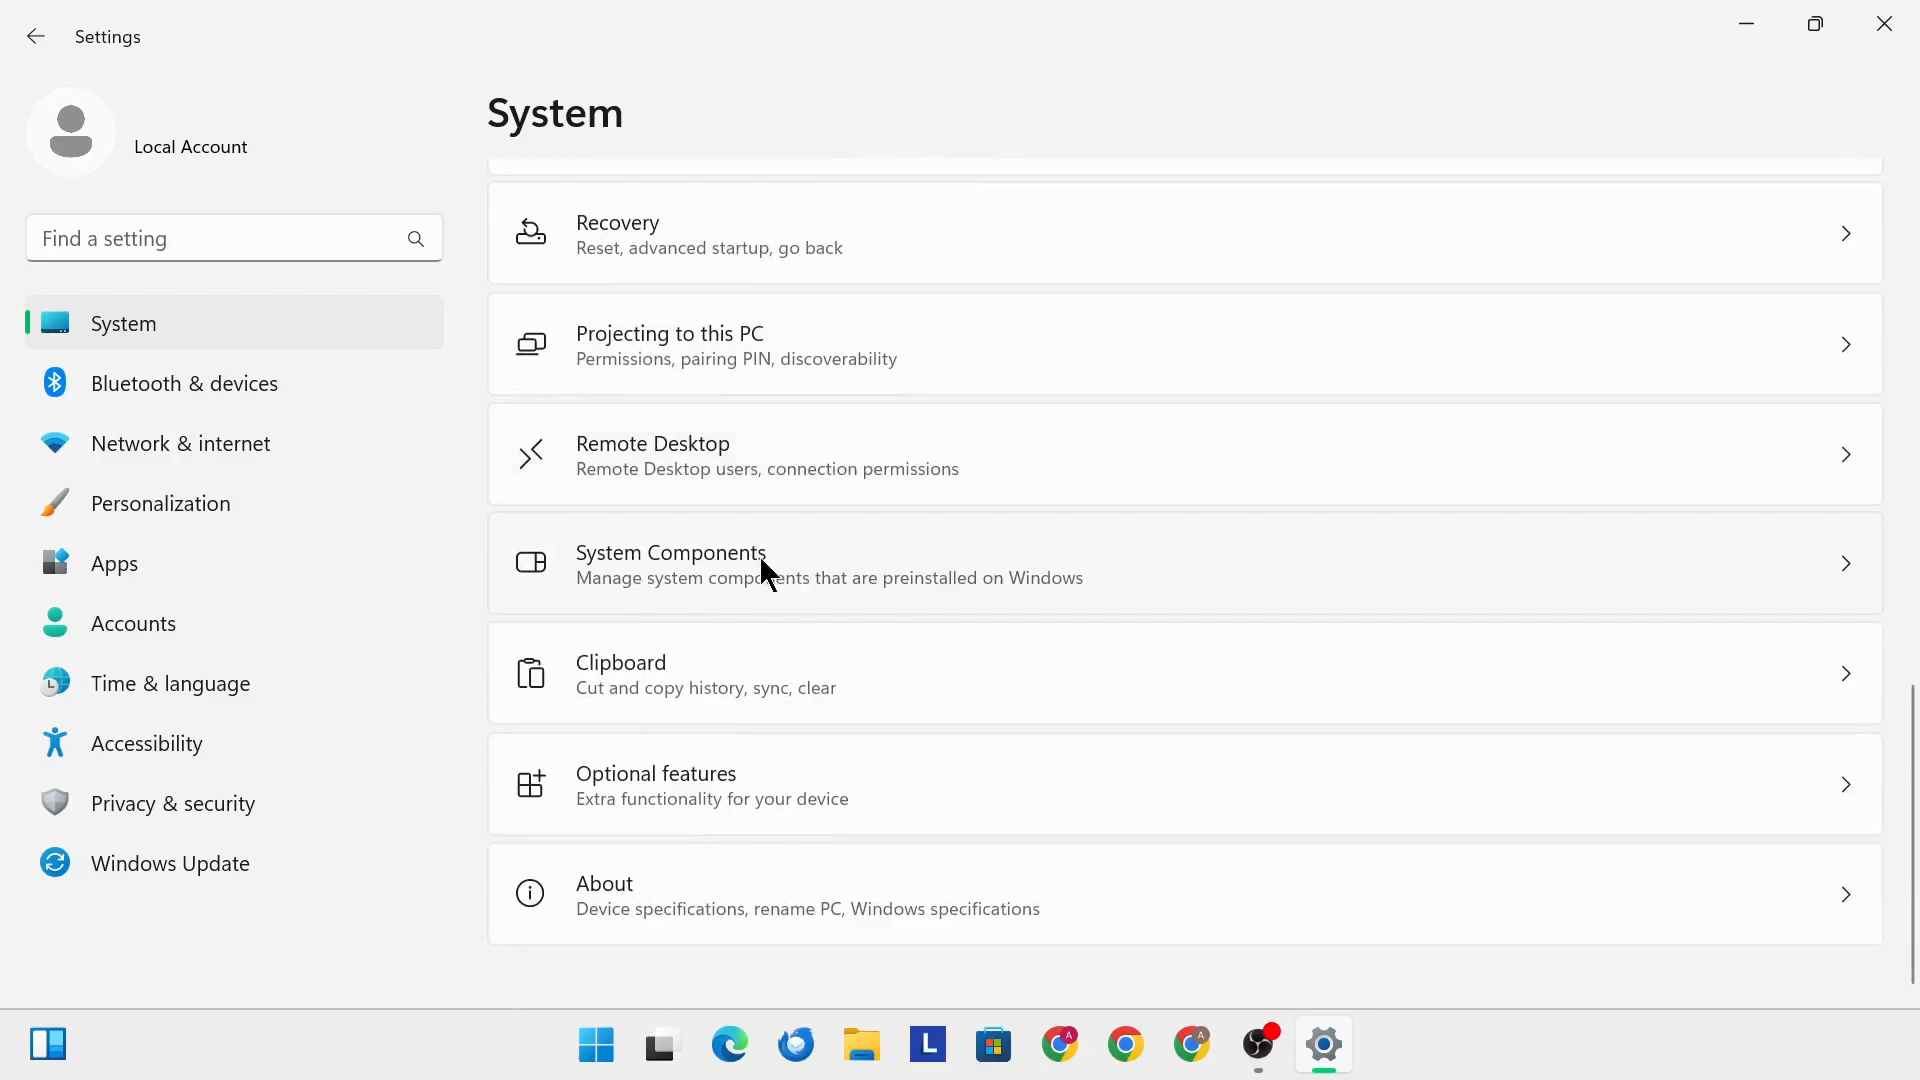 Settings
Local Account
Find a setting
System
Bluetooth & devices
Network & internet
Personalization
Apps
Accounts
Time & language
Accessibility
Privacy & security
Windows Update
System
Recovery
Reset, advanced startup, go back
Projecting to this PC
Permissions, pairing PIN, discoverability
Remote Desktop
Remote Desktop users, connection permissions
System Components
Manage system components that are preinstalled on Windows
Clipboard
Cut and copy history, sync, clear
Optional features
Extra functionality for your device
About
Device specifications, rename PC, Windows specifications
L
A
A